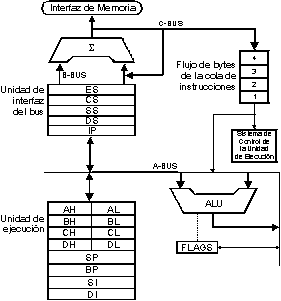 Interfaz de Memoria
C-BUS
Σ
B-BUS
Flujo de bytes
de la cola de
instrucciones
4
3
2
1
Unidad de
interfaz
del bus
ES
CS
SS
DS
IP
Sistema de
Control de
la Unidad
de Ejecución
A-BUS
Unidad de
ejecución
AH AL
BH BL
CH CL
DH DL
SP
BP
SI
DI
ALU
FLAGS